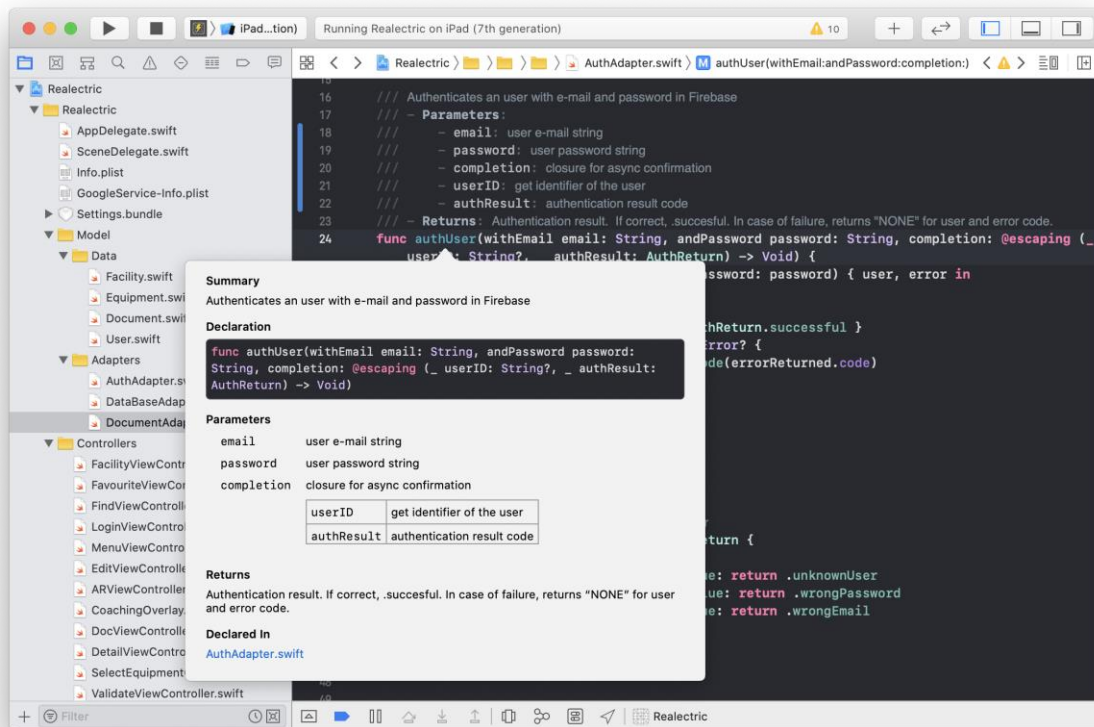 iPad...tion)
Running Realectric on iPad (7th generation)
10
Realectric
AuthAdapter.swift
M authUser(withEmail:andPassword:completion:)
Realectric
Realectric
AppDelegate.swift
SceneDelegate.swift
Info.plist
GoogleService-Info.plist
Settings.bundle
Model
Data
Facility.swift
Equipment.swi
Document.swi
User.swift
Adapters
AuthAdapter.sw
DataBaseAdap
DocumentAdap
Controllers
FacilityViewContr
FavouriteViewCor
FindViewControll
LoginViewContro
MenuViewContro
EditViewControlle
ARViewController
CoachingOverlay.
DocViewControlle
DetailViewContro
SelectEquipment
ValidateViewController.swift
Filter
15
16 /// Authenticates an user with e-mail and password in Firebase
17 /// - Parameters:
18 /// - email: user e-mail string
19 /// - password: user password string
20 /// - completion: closure for async confirmation
21 /// - userID: get identifier of the user
22 /// - authResult: authentication result code
23 /// - Returns: Authentication result. If correct, .succesful. In case of failure, returns "NONE" for user and error code.
24 func authUser(withEmail email: String, andPassword password: String, completion: @escaping (_
String?, authResult: AuthReturn) -> Void) {
ssword: password) { user, error in
hReturn.successful }
rror? {
de(errorReturned.code)
eturn {
ue: return .unknownUser
lue: return .wrongPassword
ue: return .wrongEmail
48
49
Summary
Authenticates an user with e-mail and password in Firebase
Declaration
func authUser(withEmail email: String, andPassword password:
String, completion: @escaping (_ userID: String?, _ authResult:
AuthReturn) -> Void)
Parameters
email user e-mail string
password user password string
completion closure for async confirmation
userID get identifier of the user
authResult authentication result code
Returns
Authentication result. If correct, .succesful. In case of failure, returns “NONE” for user
and error code.
Declared In
AuthAdapter.swift
Realectric